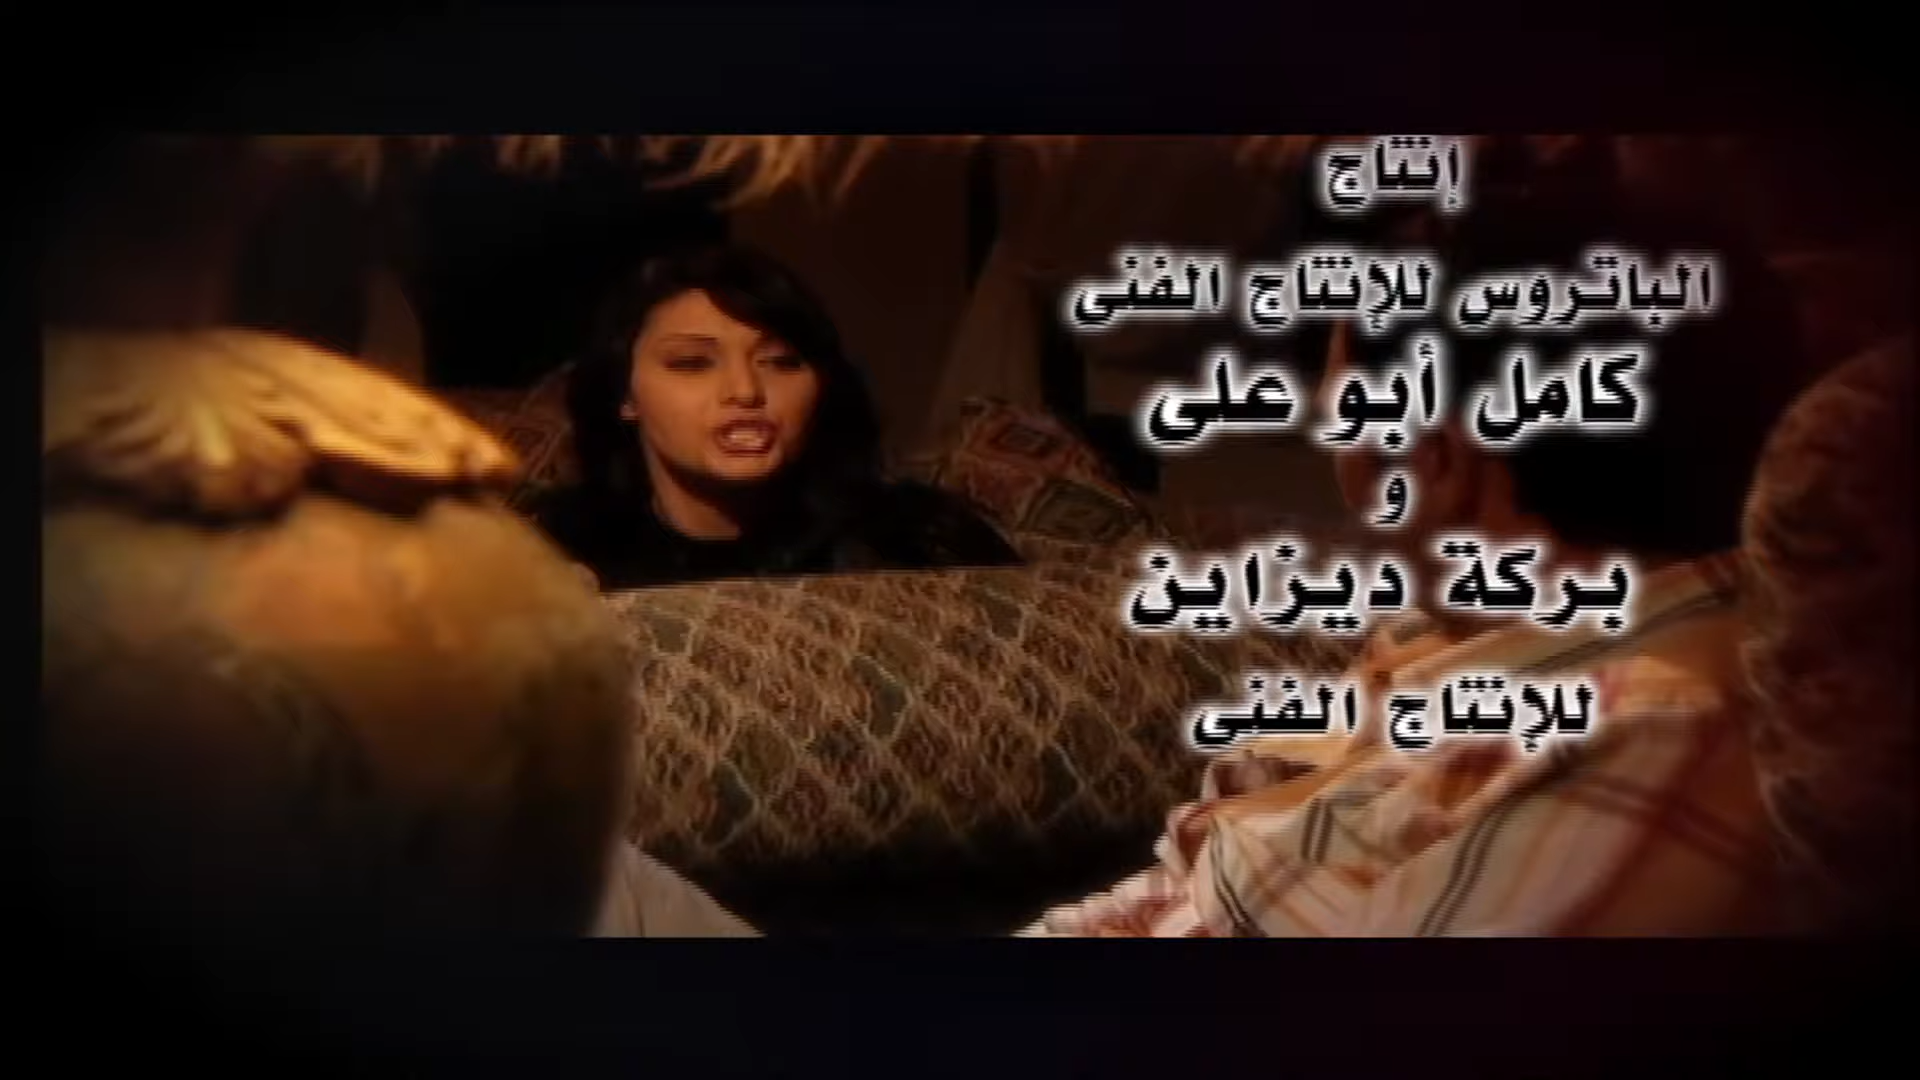 إنتاج
الباتروس للإنتاج الفنى
كامل أبو على
و
بركة ديزاين
للإنتاج الفنى